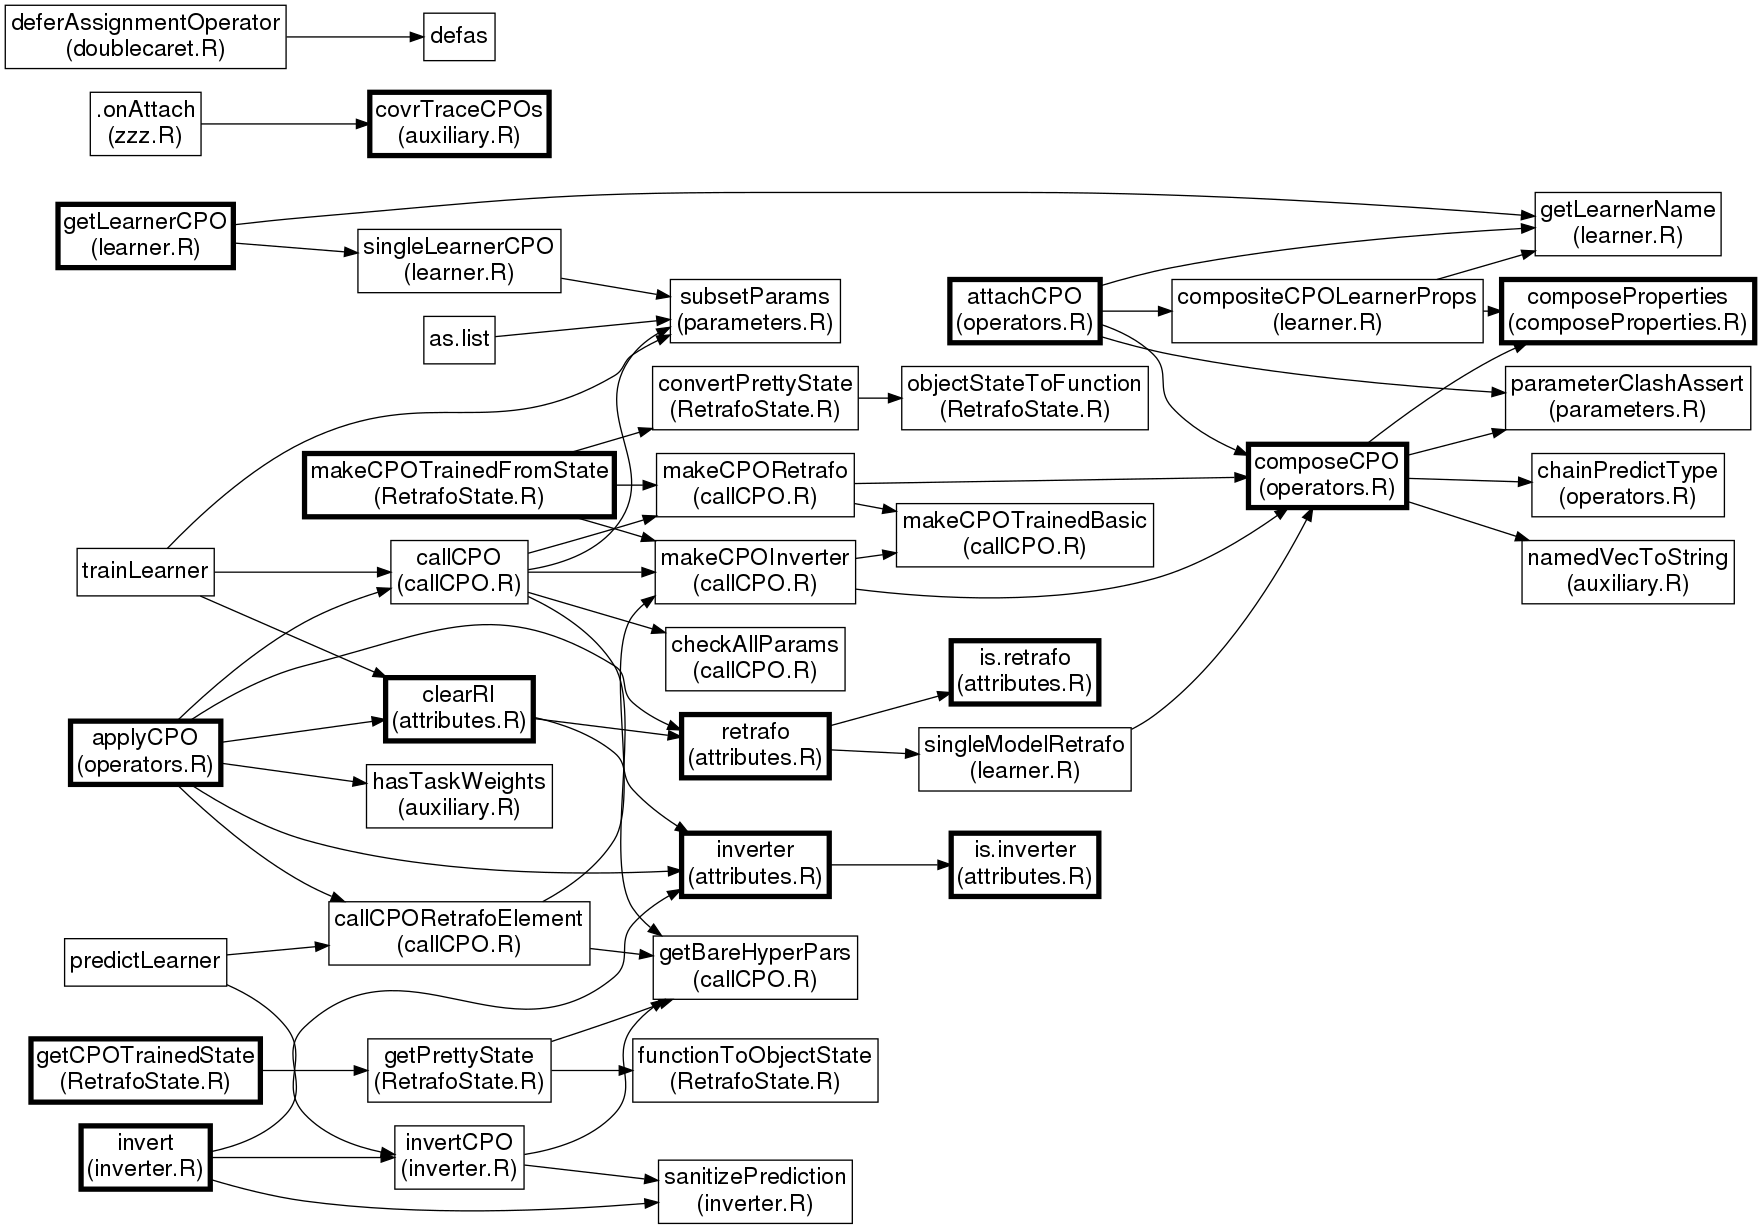 deferAssignmentOperator
(doublecaret.R)
defas
.onAttach
(zzz.R)
covrTraceCPOs
(auxiliary.R)
getLearnerCPO
(learner.R)
singleLearnerCPO
(learner.R)
getLearnerName
(learner.R)
subsetParams
(parameters.R)
attachCPO
(operators.R)
compositeCPOLearnerProps
(learner.R)
composeProperties
(composeProperties.R)
as.list
convertPrettyState
(RetrafoState.R)
objectStateToFunction
(RetrafoState.R)
parameterClashAssert
(parameters.R)
makeCPOTrainedFromState
(RetrafoState.R)
makeCPORetrafo
(callCPO.R)
composeCPO
(operators.R)
chainPredictType
(operators.R)
makeCPOTrainedBasic
(callCPO.R)
trainLearner
callCPO
(callCPO.R)
makeCPOInverter
(callCPO.R)
namedVecToString
(auxiliary.R)
checkAllParams
(callCPO.R)
is.retrafo
(attributes.R)
clearRI
(attributes.R)
applyCPO
(operators.R)
retrafo
(attributes.R)
singleModelRetrafo
(learner.R)
hasTaskWeights
(auxiliary.R)
inverter
(attributes.R)
is.inverter
(attributes.R)
callCPORetrafoElement
(callCPO.R)
predictLearner
getBareHyperPars
(callCPO.R)
getCPOTrainedState
(RetrafoState.R)
getPrettyState
(RetrafoState.R)
functionToObjectState
(RetrafoState.R)
invert
(inverter.R)
invertCPO
(inverter.R)
sanitizePrediction
(inverter.R)